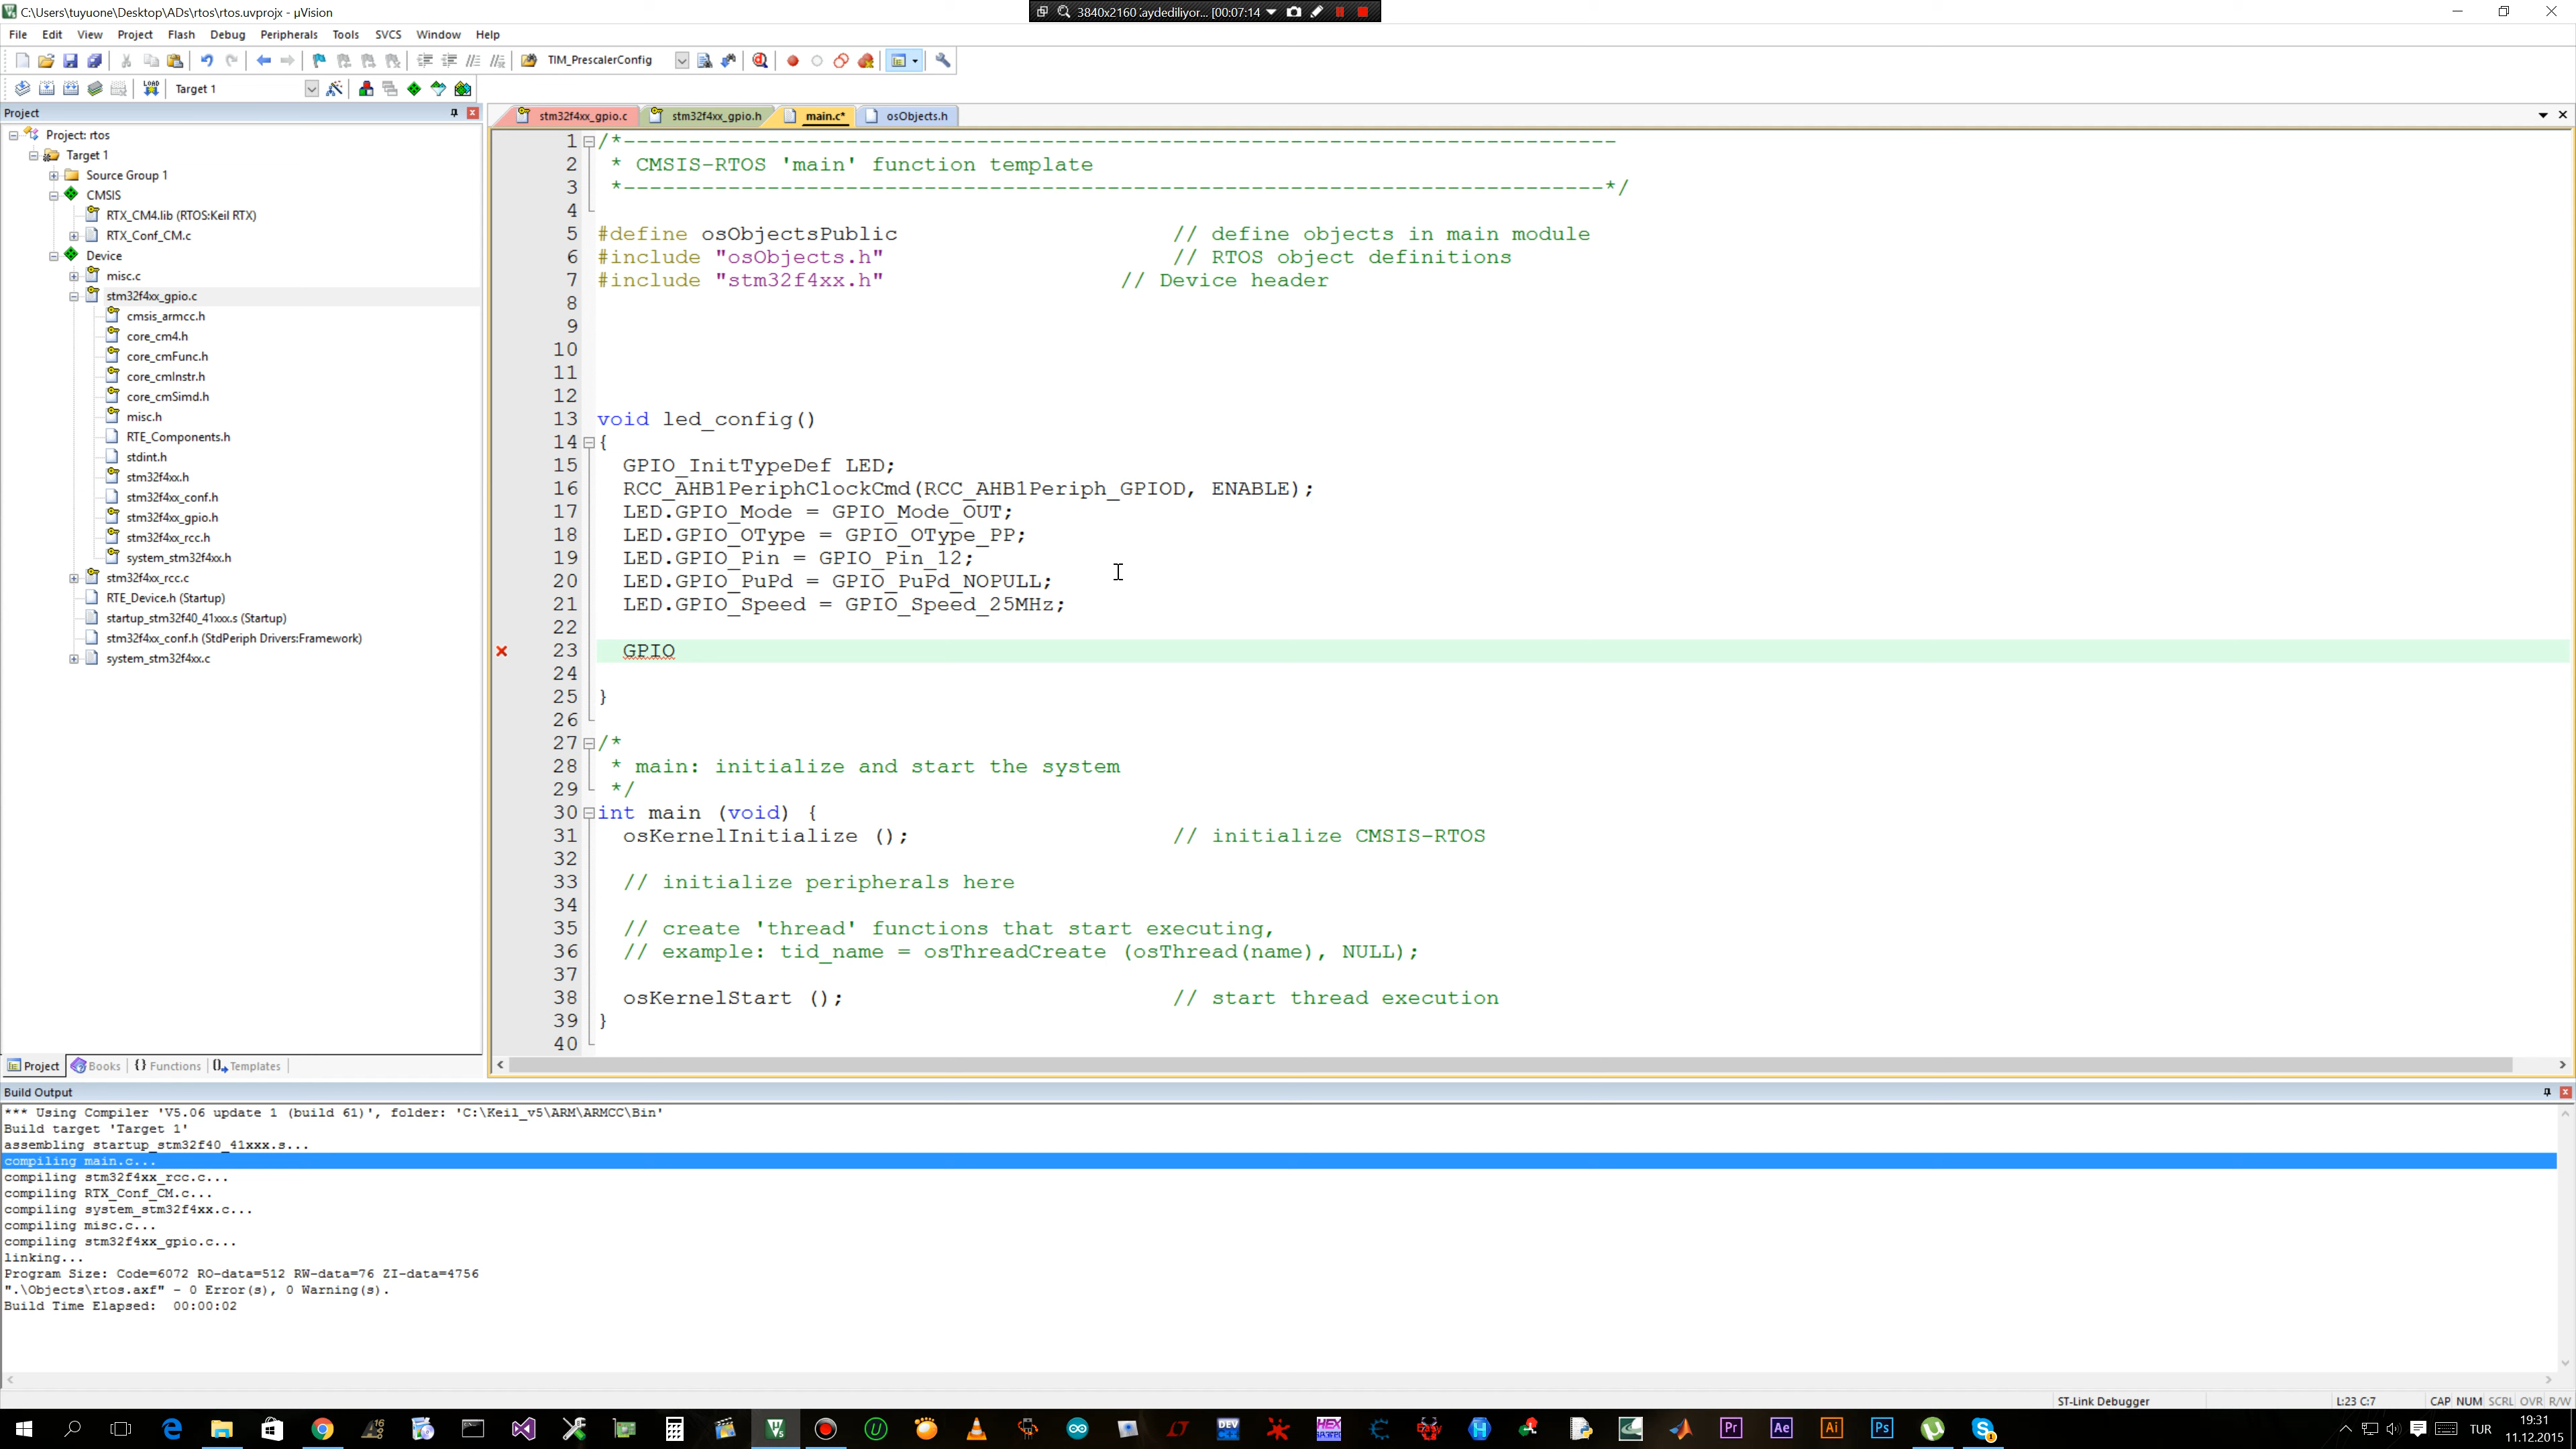 C:\Users\tuyuone\Desktop\ADs\rtos\rtos.uvprojx - µVision
3840x2160 aydediliyor... [00:07:14
File Edit View Project Flash Debug Peripherals Tools SVCS Window Help
TIM_PrescalerConfig
LOAD Target 1
Project
Project: rtos
Target 1
Source Group 1
CMSIS
RTX_CM4.lib (RTOS:Keil RTX)
RTX_Conf_CM.c
Device
misc.c
stm32f4xx_gpio.c
cmsis_armcc.h
core_cm4.h
core_cmFunc.h
core_cmInstr.h
core_cmSimd.h
misc.h
RTE_Components.h
stdint.h
stm32f4xx.h
stm32f4xx_conf.h
stm32f4xx_gpio.h
stm32f4xx_rcc.h
system_stm32f4xx.h
stm32f4xx_rcc.c
RTE_Device.h (Startup)
startup_stm32f40_41xxx.s (Startup)
stm32f4xx_conf.h (StdPeriph Drivers:Framework)
system_stm32f4xx.c
Project Books {} Functions Templates
stm32f4xx_gpio.c stm32f4xx_gpio.h main.c* osObjects.h
1 /*----------------------------------------------------------------------------
2 * CMSIS-RTOS 'main' function template
3 *---------------------------------------------------------------------------*/
4
5 #define osObjectsPublic // define objects in main module
6 #include "osObjects.h" // RTOS object definitions
7 #include "stm32f4xx.h" // Device header
8
9
10
11
12
13 void led_config()
14 {
15 GPIO_InitTypeDef LED;
16 RCC_AHB1PeriphClockCmd(RCC_AHB1Periph_GPIOD, ENABLE);
17 LED.GPIO_Mode = GPIO_Mode_OUT;
18 LED.GPIO_OType = GPIO_OType_PP;
19 LED.GPIO_Pin = GPIO_Pin_12;
20 LED.GPIO_PuPd = GPIO_PuPd_NOPULL;
21 LED.GPIO_Speed = GPIO_Speed_25MHz;
22
23 GPIO
24
25 }
26
27 /*
28 * main: initialize and start the system
29 */
30 int main (void) {
31 osKernelInitialize (); // initialize CMSIS-RTOS
32
33 // initialize peripherals here
34
35 // create 'thread' functions that start executing,
36 // example: tid_name = osThreadCreate (osThread(name), NULL);
37
38 osKernelStart (); // start thread execution
39 }
40
Build Output
*** Using Compiler 'V5.06 update 1 (build 61)', folder: 'C:\Keil_v5\ARM\ARMCC\Bin'
Build target 'Target 1'
assembling startup_stm32f40_41xxx.s...
compiling main.c...
compiling stm32f4xx_rcc.c...
compiling RTX_Conf_CM.c...
compiling system_stm32f4xx.c...
compiling misc.c...
compiling stm32f4xx_gpio.c...
linking...
Program Size: Code=6072 RO-data=512 RW-data=76 ZI-data=4756
".\Objects\rtos.axf" - 0 Error(s), 0 Warning(s).
Build Time Elapsed: 00:00:02
ST-Link Debugger L:23 C:7 CAP NUM SCRL OVR R/W
Pr Ae Ai Ps TUR 19:31
11.12.2015